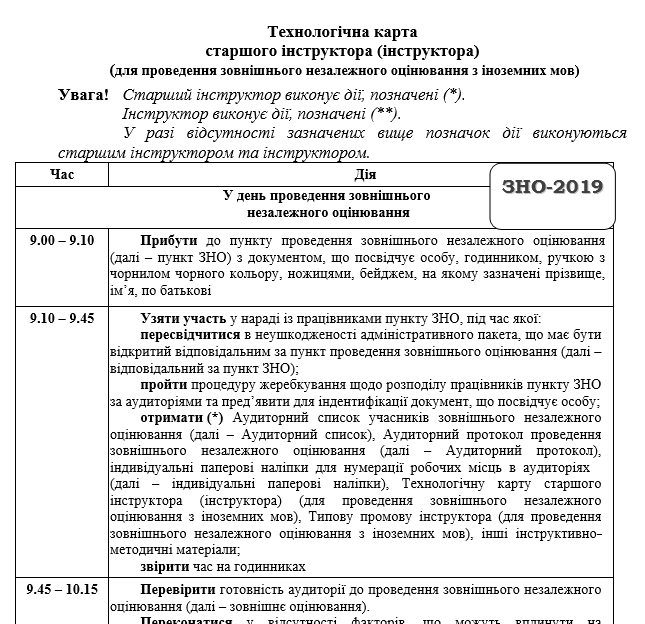 Технологічна карта
старшого інструктора (інструктора)
(для проведення зовнішнього незалежного оцінювання з іноземних мов)
Увага! Старший інструктор виконує дії, позначені (*).
Інструктор виконує дії, позначені (**).
У разі відсутності зазначених вище позначок дії виконуються
старшим інструктором та інструктором.
Час Дія
ЗНО-2019
У день проведення зовнішнього
незалежного оцінювання
9.00 – 9.10 Прибути до пункту проведення зовнішнього незалежного оцінювання
(далі – пункт ЗНО) з документом, що посвідчує особу, годинником, ручкою з
чорнилом чорного кольору, ножицями, бейджем, на якому зазначені прізвище,
ім’я, по батькові
9.10 – 9.45 Узяти участь у нараді із працівниками пункту ЗНО, під час якої:
пересвідчитися в неушкодженості адміністративного пакета, що має бути
відкритий відповідальним за пункт проведення зовнішнього оцінювання (далі –
відповідальний за пункт ЗНО);
пройти процедуру жеребкування щодо розподілу працівників пункту ЗНО
за аудиторіями та пред’явити для індентифікації документ, що посвідчує особу;
отримати (*) Аудиторний список учасників зовнішнього незалежного
оцінювання (далі – Аудиторний список), Аудиторний протокол проведення
зовнішнього незалежного оцінювання (далі – Аудиторний протокол),
індивідуальні паперові наліпки для нумерації робочих місць в аудиторіях
(далі – індивідуальні паперові наліпки), Технологічну карту старшого
інструктора (інструктора) (для проведення зовнішнього незалежного
оцінювання з іноземних мов), Типову промову інструктора (для проведення
зовнішнього незалежного оцінювання з іноземних мов), інші інструктивно-
методичні матеріали;
звірити час на годинниках
9.45 – 10.15 Перевірити готовність аудиторії до проведення зовнішнього незалежного
оцінювання (далі – зовнішнє оцінювання).
Переконатися у відсутності факторів, що можуть вплинути на